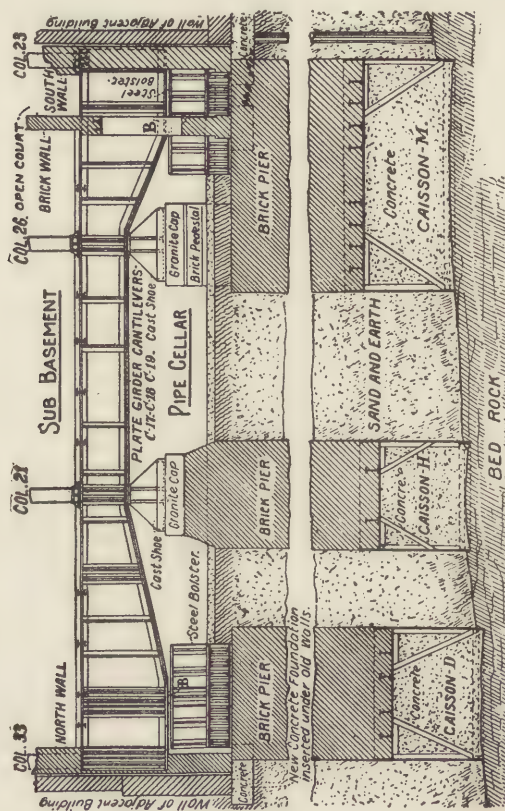 COL. 33
COL. 21
COL. 26.
OPEN COURT.
COL. 23
NORTH WALL
SUB BASEMENT
BRICK WALL
SOUTH WALL
Wall of Adjacent Building
Wall of Adjacent Building
Steel Bolster.
PLATE GIRDER CANTILEVERS-
C-17-C-18 C-19. Cast Shoe
Cast Shoe
PIPE CELLAR
B
B
Steel Bolster.
Granite Cap
Granite Cap
Brick Pedestal
Concrete
Concrete
BRICK PIER
BRICK PIER
BRICK PIER
New Concrete Foundation
inserted under old Walls.
SAND AND EARTH
Concrete
CAISSON-D
Concre.
CAISSON-H
Concrete
CAISSON-M
BED ROCK